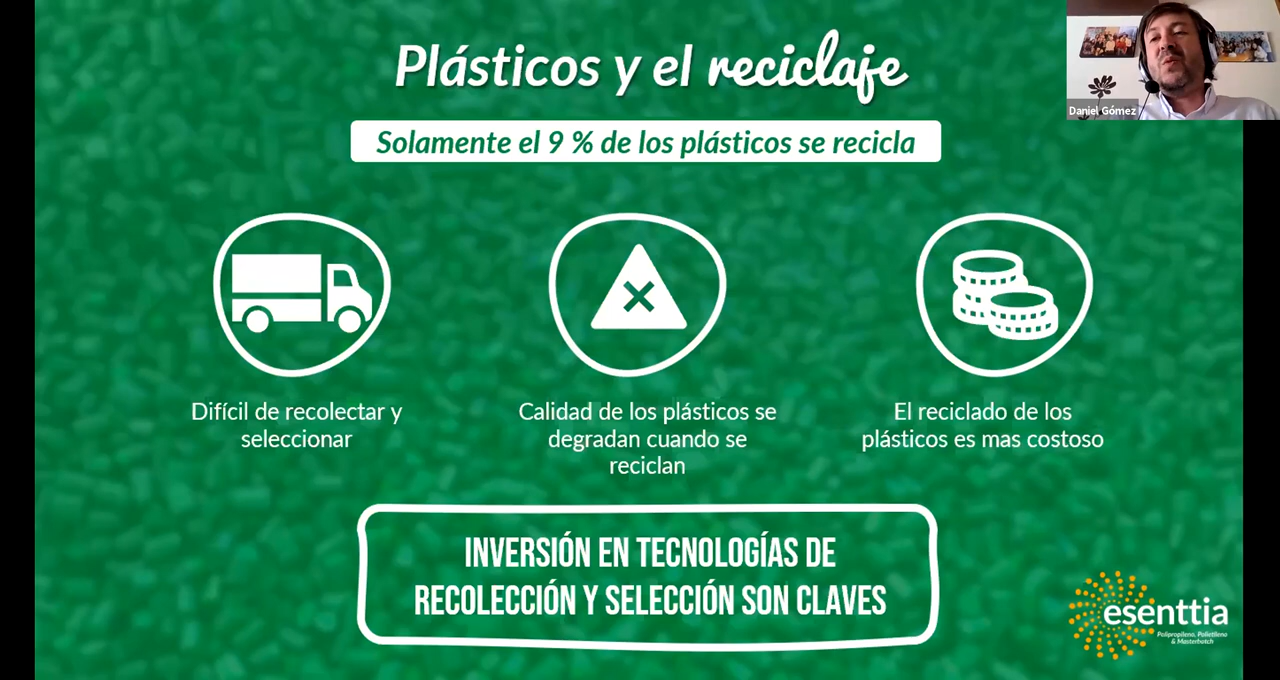 Plásticos y el reciclaje
Daniel Gómez
Solamente el 9 % de los plásticos se recicla
Difícil de recolectar y
seleccionar
Calidad de los plásticos se
degradan cuando se
reciclan
El reciclado de los
plásticos es mas costoso
INVERSIÓN EN TECNOLOGÍAS DE
RECOLECCIÓN Y SELECCIÓN SON CLAVES
esenttia
Polipropileno, Polietileno
& Masterbatch